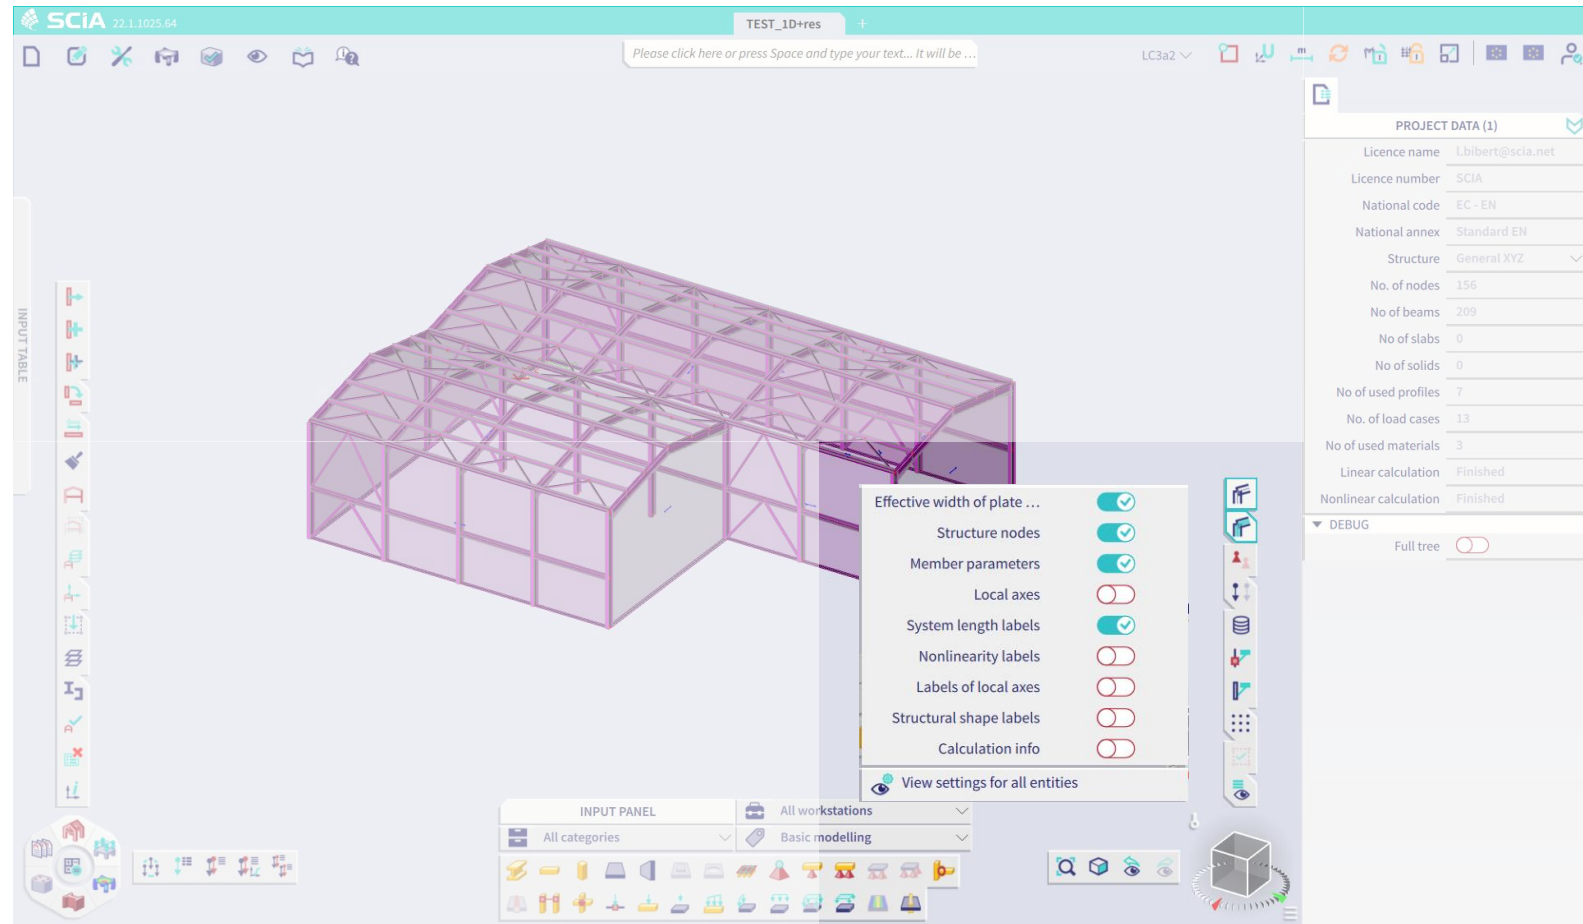 SCiA 22.1.1025.64
TEST_1D+res +
Please click here or press Space and type your text... It will be ...
LC3a2
PROJECT DATA (1)
Licence name l.bibert@scia.net
Licence number SCIA
National code EC - EN
National annex Standard EN
Structure General XYZ
No. of nodes 156
No of beams 209
No of slabs 0
No of solids 0
No of used profiles 7
No. of load cases 13
No of used materials 3
Linear calculation Finished
Nonlinear calculation Finished
DEBUG
Full tree
INPUT TABLE
Effective width of plate ...
Structure nodes
Member parameters
Local axes
System length labels
Nonlinearity labels
Labels of local axes
Structural shape labels
Calculation info
View settings for all entities
INPUT PANEL
All workstations
All categories
Basic modelling